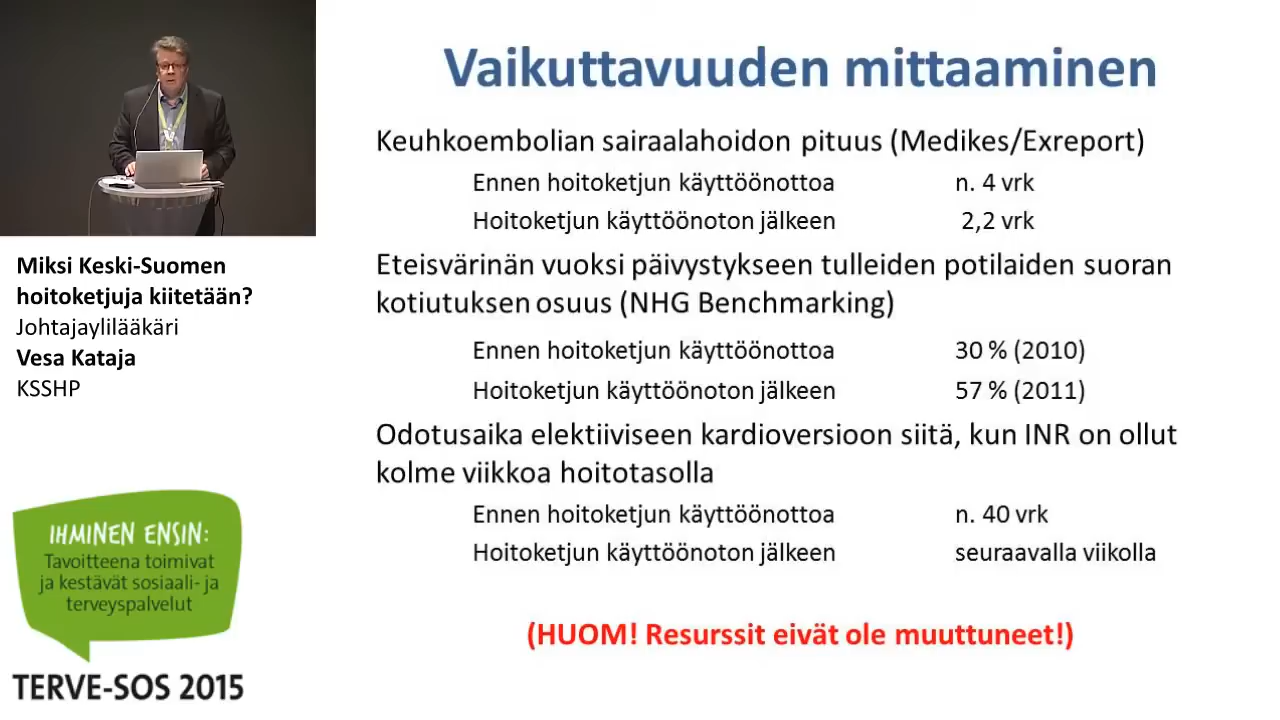 Vaikuttavuuden mittaaminen
Keuhkoembolian sairaalahoidon pituus (Medikes/Exreport)
Ennen hoitoketjun käyttöönottoa n. 4 vrk
Hoitoketjun käyttöönoton jälkeen 2,2 vrk
Eteisvärinän vuoksi päivystykseen tulleiden potilaiden suoran
kotiutuksen osuus (NHG Benchmarking)
Ennen hoitoketjun käyttöönottoa 30 % (2010)
Hoitoketjun käyttöönoton jälkeen 57 % (2011)
Odotusaika elektiiviseen kardioversioon siitä, kun INR on ollut
kolme viikkoa hoitotasolla
Ennen hoitoketjun käyttöönottoa n. 40 vrk
Hoitoketjun käyttöönoton jälkeen seuraavalla viikolla
(HUOM! Resurssit eivät ole muuttuneet!)
Miksi Keski-Suomen
hoitoketjuja kiitetään?
Johtajaylilääkäri
Vesa Kataja
KSSHP
IHMINEN ENSIN:
Tavoitteena toimivat
ja kestävät sosiaali- ja
terveyspalvelut
TERVE-SOS 2015